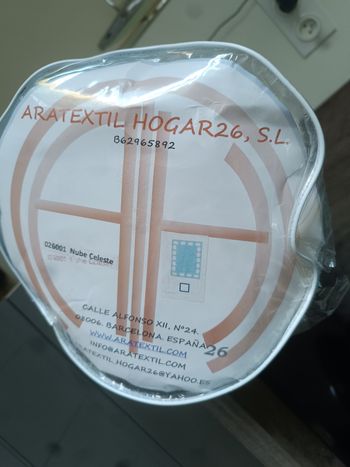 ARATEXTIL HOGAR26, S.L.
B62965892
026001 Nube Celeste
CALLE ALFONSO XII, Nº24.
08006. BARCELONA. ESPAÑA
WWW.ARATEXTIL.COM
26
INFO@ARATEXTIL.COM
ARATEXTIL.HOGAR26@YAHOO.ES